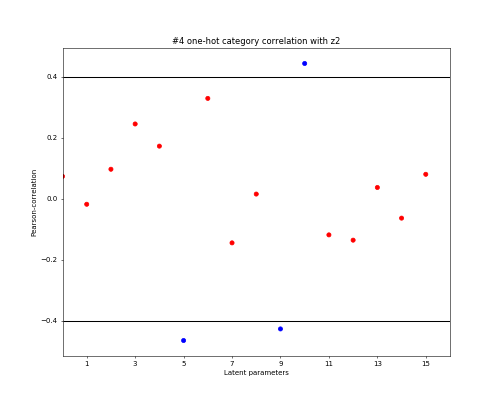 #4 one-hot category correlation with z2
0.4
0.2
0.0
−0.2
−0.4
Pearson-correlation
1 3 5 7 9 11 13 15
Latent parameters